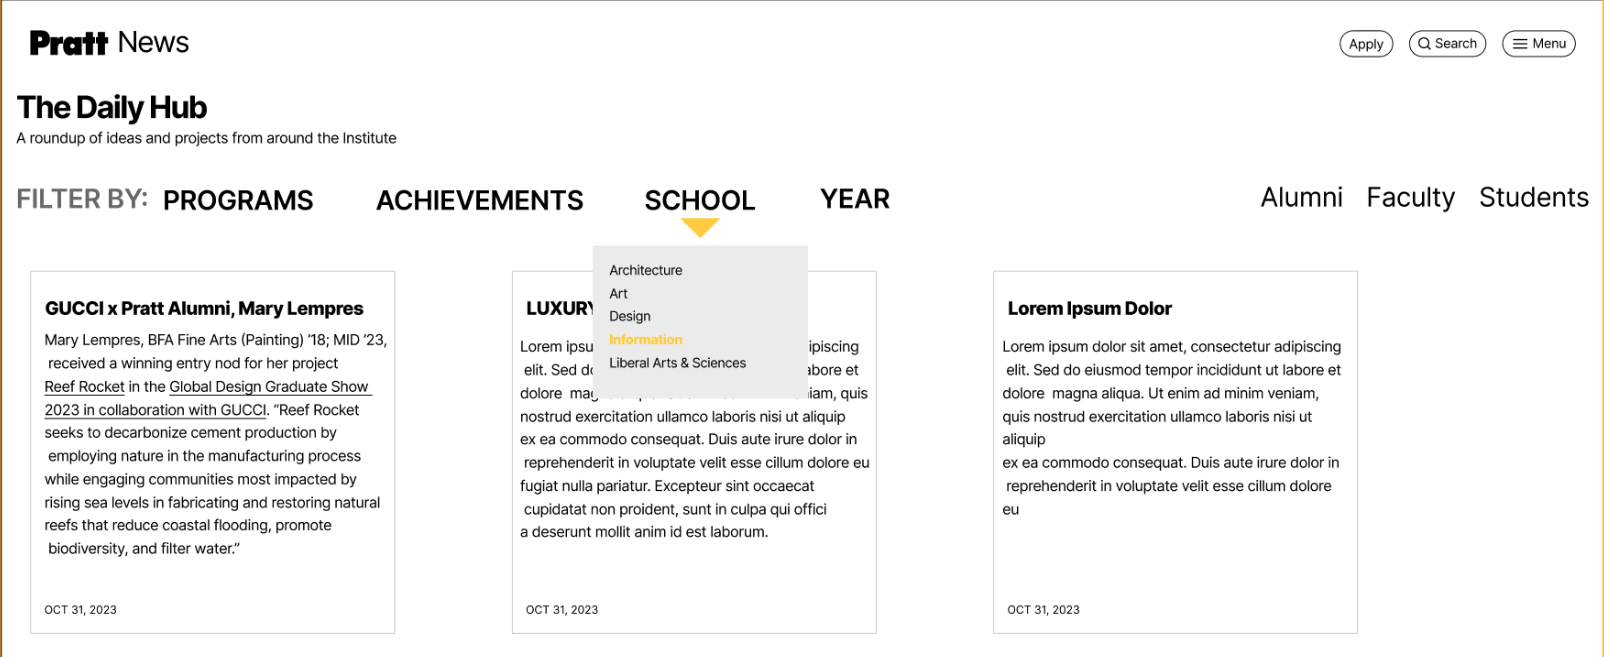 Pratt News
Apply
Search
Menu
The Daily Hub
A roundup of ideas and projects from around the Institute
FILTER BY: PROGRAMS ACHIEVEMENTS SCHOOL YEAR
Alumni Faculty Students
Architecture
Art
Design
Information
Liberal Arts & Sciences
GUCCI x Pratt Alumni, Mary Lempres
Mary Lempres, BFA Fine Arts (Painting) ’18; MID ’23,
received a winning entry nod for her project
Reef Rocket in the Global Design Graduate Show
2023 in collaboration with GUCCI. “Reef Rocket
seeks to decarbonize cement production by
employing nature in the manufacturing process
while engaging communities most impacted by
rising sea levels in fabricating and restoring natural
reefs that reduce coastal flooding, promote
biodiversity, and filter water.”
OCT 31, 2023
LUXURY
Lorem ipsu ipiscing
elit. Sed do abore et
dolore mag iam, quis
nostrud exercitation ullamco laboris nisi ut aliquip
ex ea commodo consequat. Duis aute irure dolor in
reprehenderit in voluptate velit esse cillum dolore eu
fugiat nulla pariatur. Excepteur sint occaecat
cupidatat non proident, sunt in culpa qui offici
a deserunt mollit anim id est laborum.
OCT 31, 2023
Lorem Ipsum Dolor
Lorem ipsum dolor sit amet, consectetur adipiscing
elit. Sed do eiusmod tempor incididunt ut labore et
dolore magna aliqua. Ut enim ad minim veniam,
quis nostrud exercitation ullamco laboris nisi ut
aliquip
ex ea commodo consequat. Duis aute irure dolor in
reprehenderit in voluptate velit esse cillum dolore
eu
OCT 31, 2023